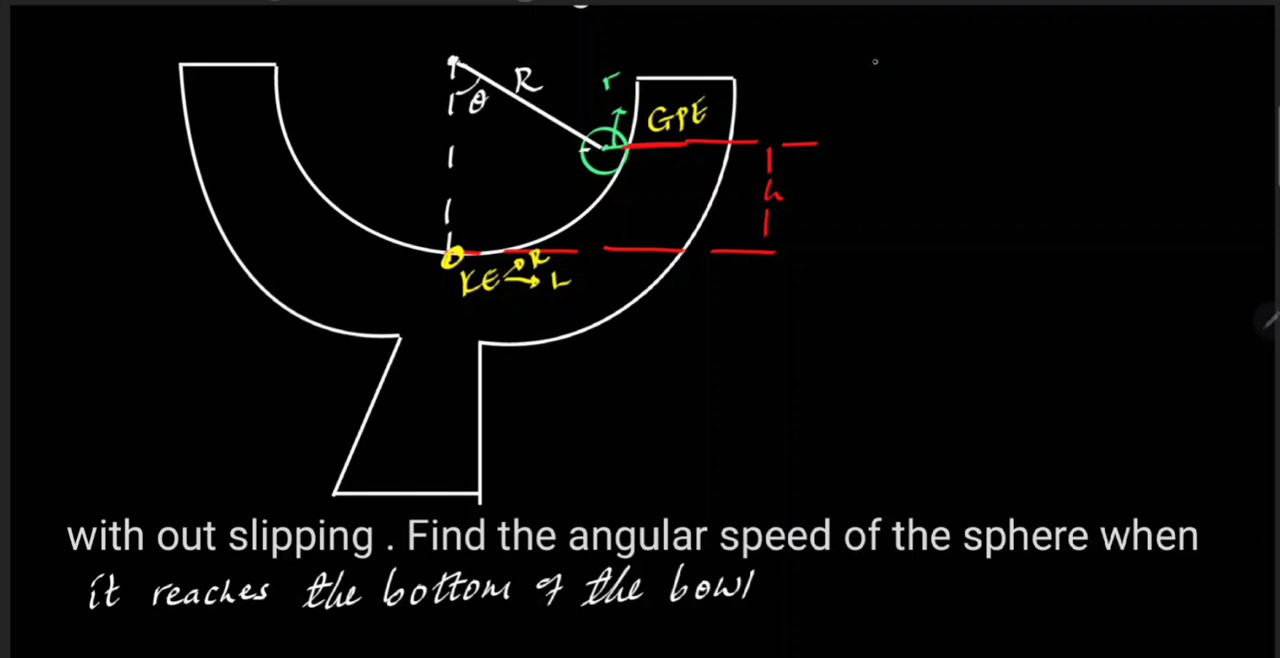 R
θ
r
GPE
h
KE R
L
with out slipping . Find the angular speed of the sphere when
it reaches the bottom of the bowl